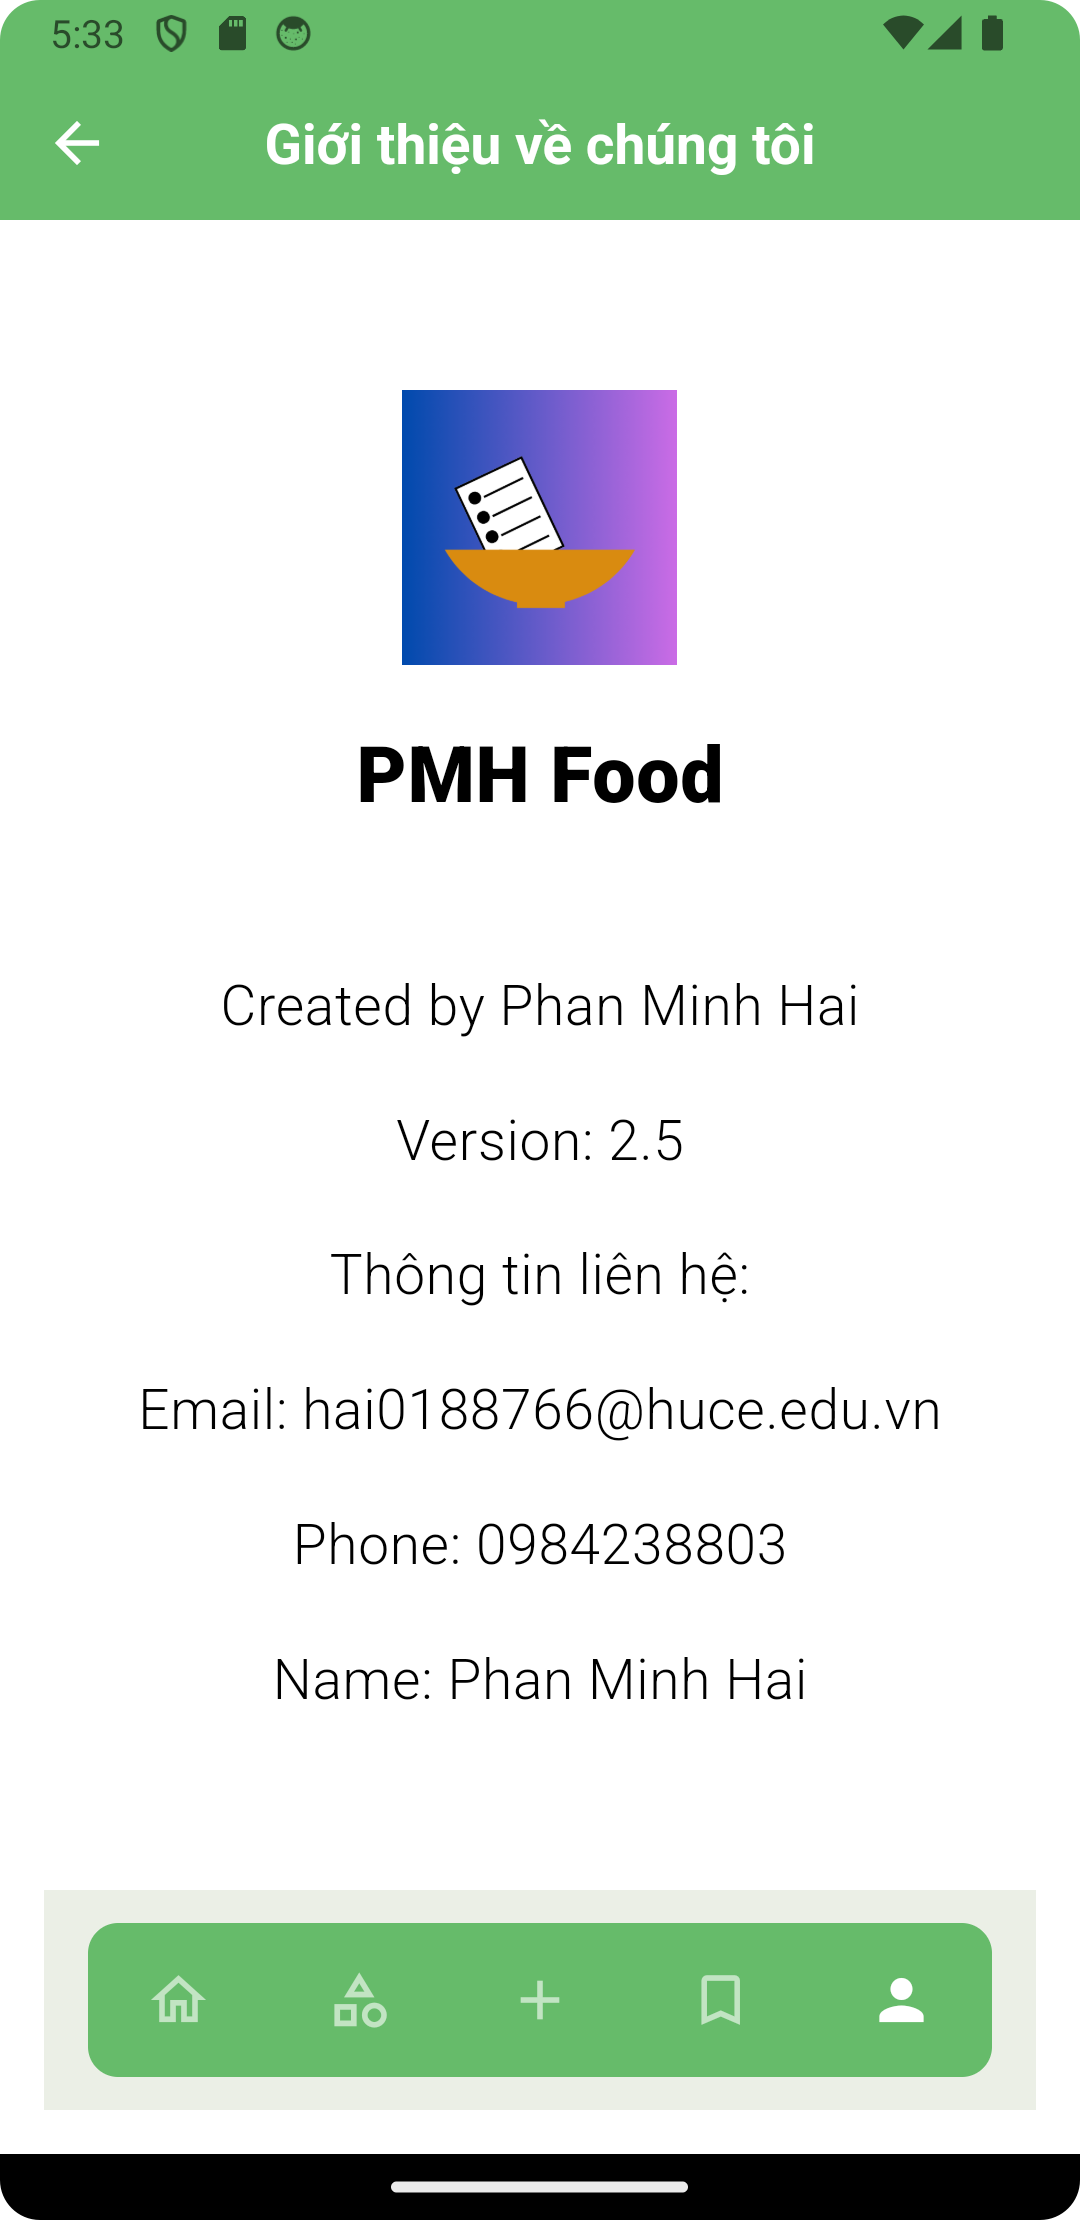 5:33
Giới thiệu về chúng tôi
PMH Food
Created by Phan Minh Hai
Version: 2.5
Thông tin liên hệ:
Email: hai0188766@huce.edu.vn
Phone: 0984238803
Name: Phan Minh Hai